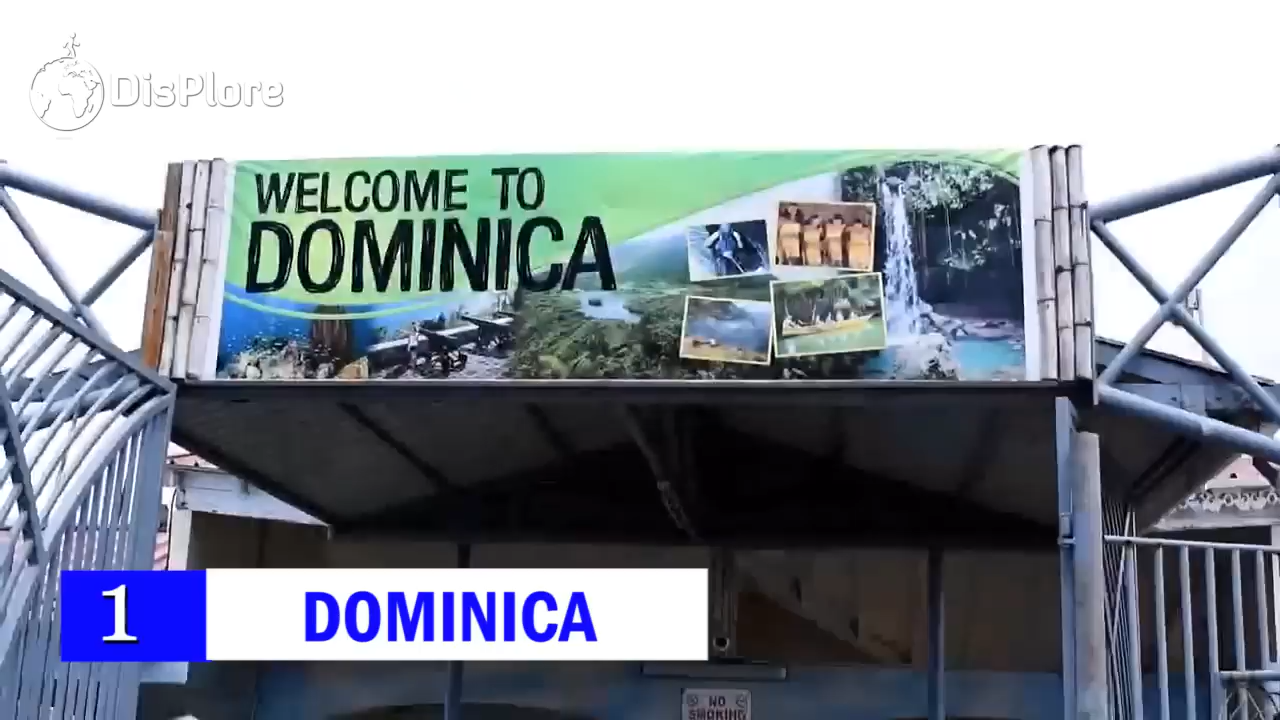 DisPlore
WELCOME TO
DOMINICA
1 DOMINICA
NO
SMOKING